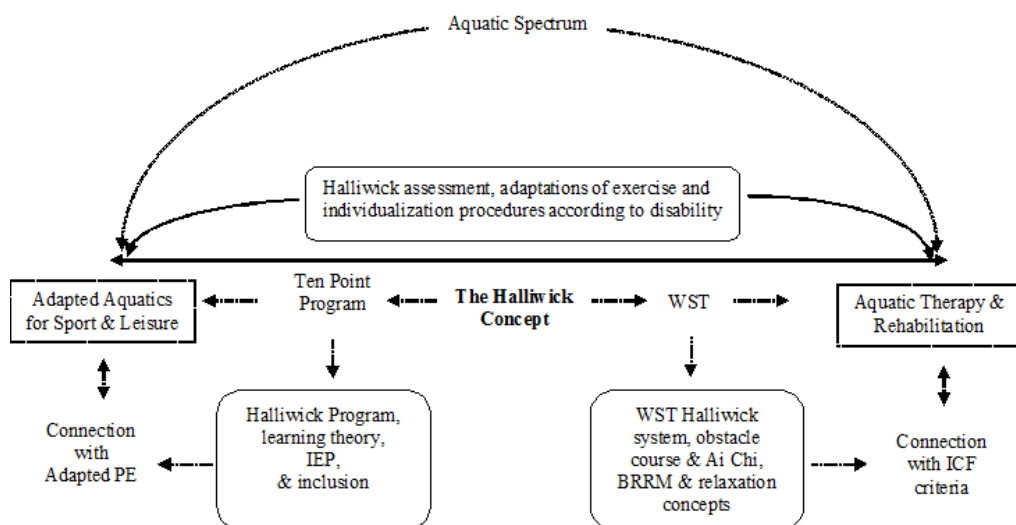 Aquatic Spectrum
Halliwick assessment, adaptations of exercise and
individualization procedures according to disability
Adapted Aquatics
for Sport & Leisure
Ten Point
Program
The Halliwick
Concept
WST
Aquatic Therapy &
Rehabilitation
Connection
with
Adapted PE
Halliwick Program,
learning theory,
IEP,
& inclusion
WST Halliwick
system, obstacle
course & Ai Chi,
BRRM & relaxation
concepts
Connection
with ICF
criteria